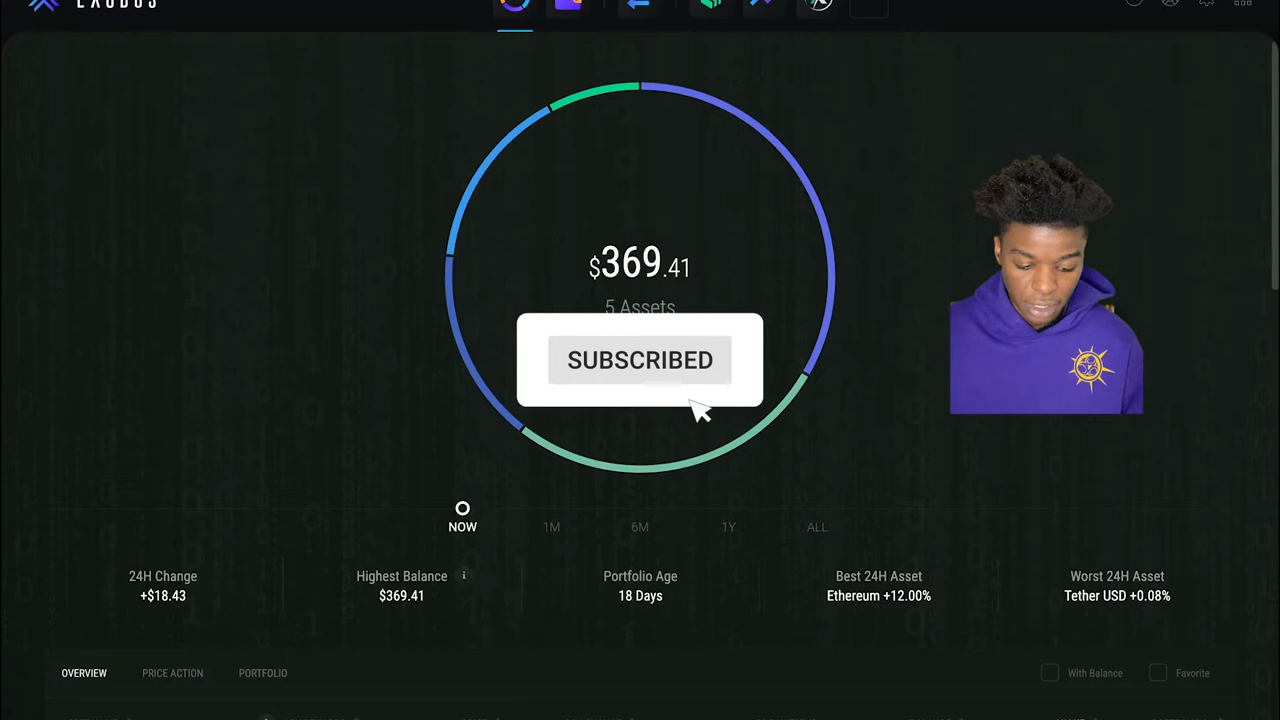 EXODUS
$369.41
5 Assets
SUBSCRIBED
NOW 1M 6M 1Y ALL
24H Change Highest Balance i Portfolio Age Best 24H Asset Worst 24H Asset
+$18.43 $369.41 18 Days Ethereum +12.00% Tether USD +0.08%
OVERVIEW PRICE ACTION PORTFOLIO With Balance Favorite